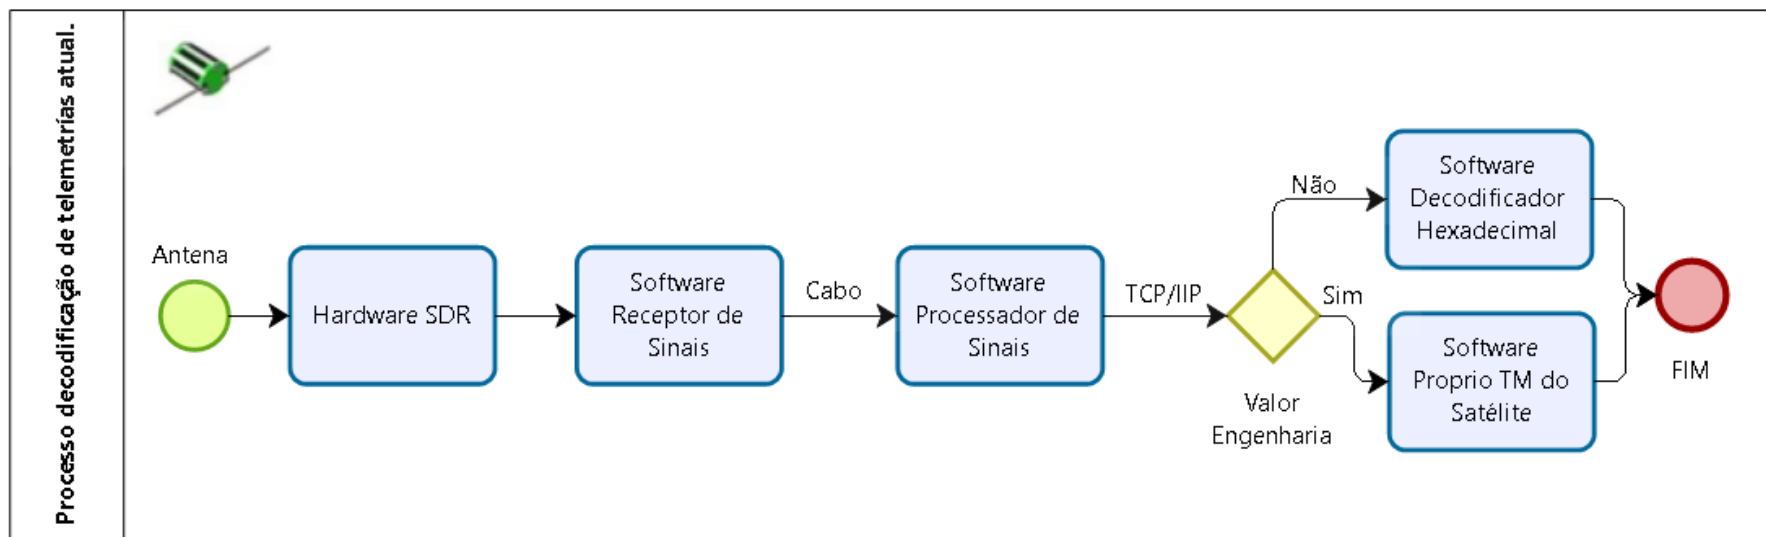 Processo decodificação de telemetrías atual.
Antena
Hardware SDR
Software
Receptor de
Sinais
Cabo
Software
Processador de
Sinais
TCP/IIP
Valor
Engenharia
Não
Software
Decodificador
Hexadecimal
Sim
Software
Proprio TM do
Satélite
FIM